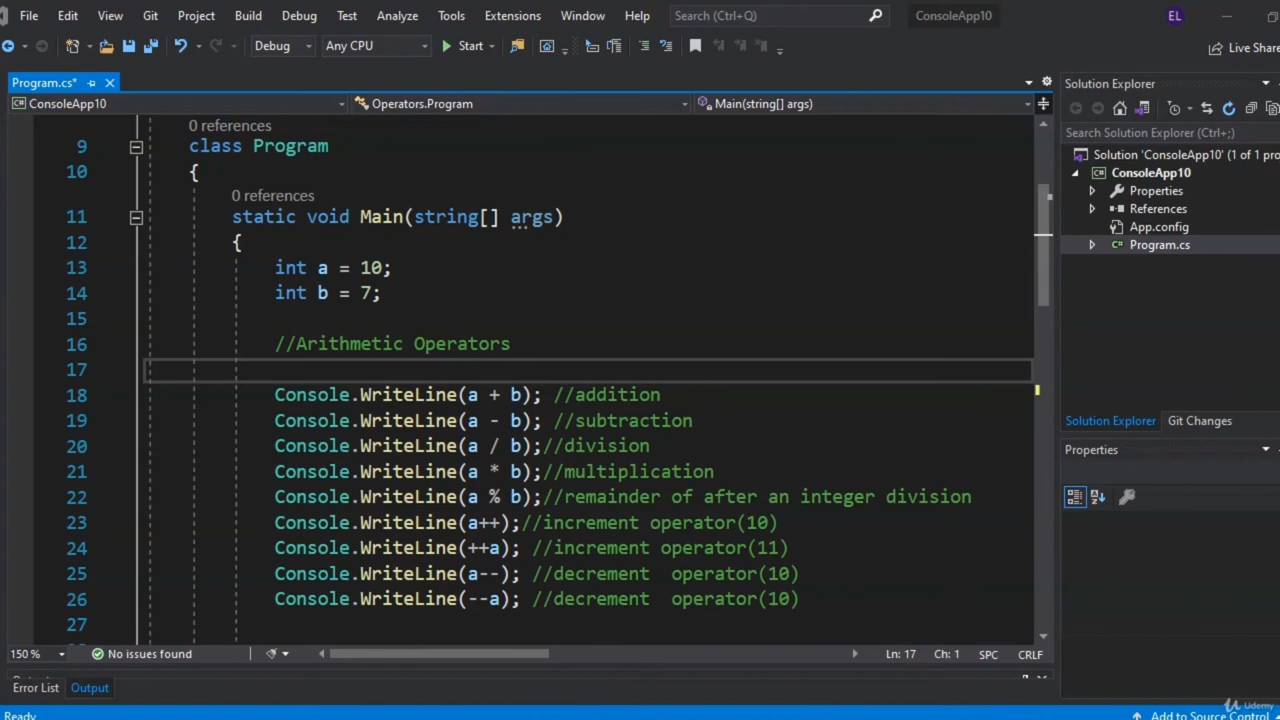 File Edit View Git Project Build Debug Test Analyze Tools Extensions Window Help Search (Ctrl+Q) ConsoleApp10 EL
Debug Any CPU Start Live Share
Program.cs* Solution Explorer
ConsoleApp10 Operators.Program Main(string[] args)
Search Solution Explorer (Ctrl+;)
Solution 'ConsoleApp10' (1 of 1 pro
ConsoleApp10
Properties
References
App.config
C# Program.cs
0 references
9 class Program
10 {
0 references
11 static void Main(string[] args)
12 {
13 int a = 10;
14 int b = 7;
15
16 //Arithmetic Operators
17
18 Console.WriteLine(a + b); //addition
19 Console.WriteLine(a - b); //subtraction
20 Console.WriteLine(a / b);//division
21 Console.WriteLine(a * b);//multiplication
22 Console.WriteLine(a % b);//remainder of after an integer division
23 Console.WriteLine(a++);//increment operator(10)
24 Console.WriteLine(++a); //increment operator(11)
25 Console.WriteLine(a--); //decrement  operator(10)
26 Console.WriteLine(--a); //decrement  operator(10)
27
Solution Explorer Git Changes
Properties
150 % No issues found Ln: 17 Ch: 1 SPC CRLF
Error List Output
Udemy
Ready Add to Source Control